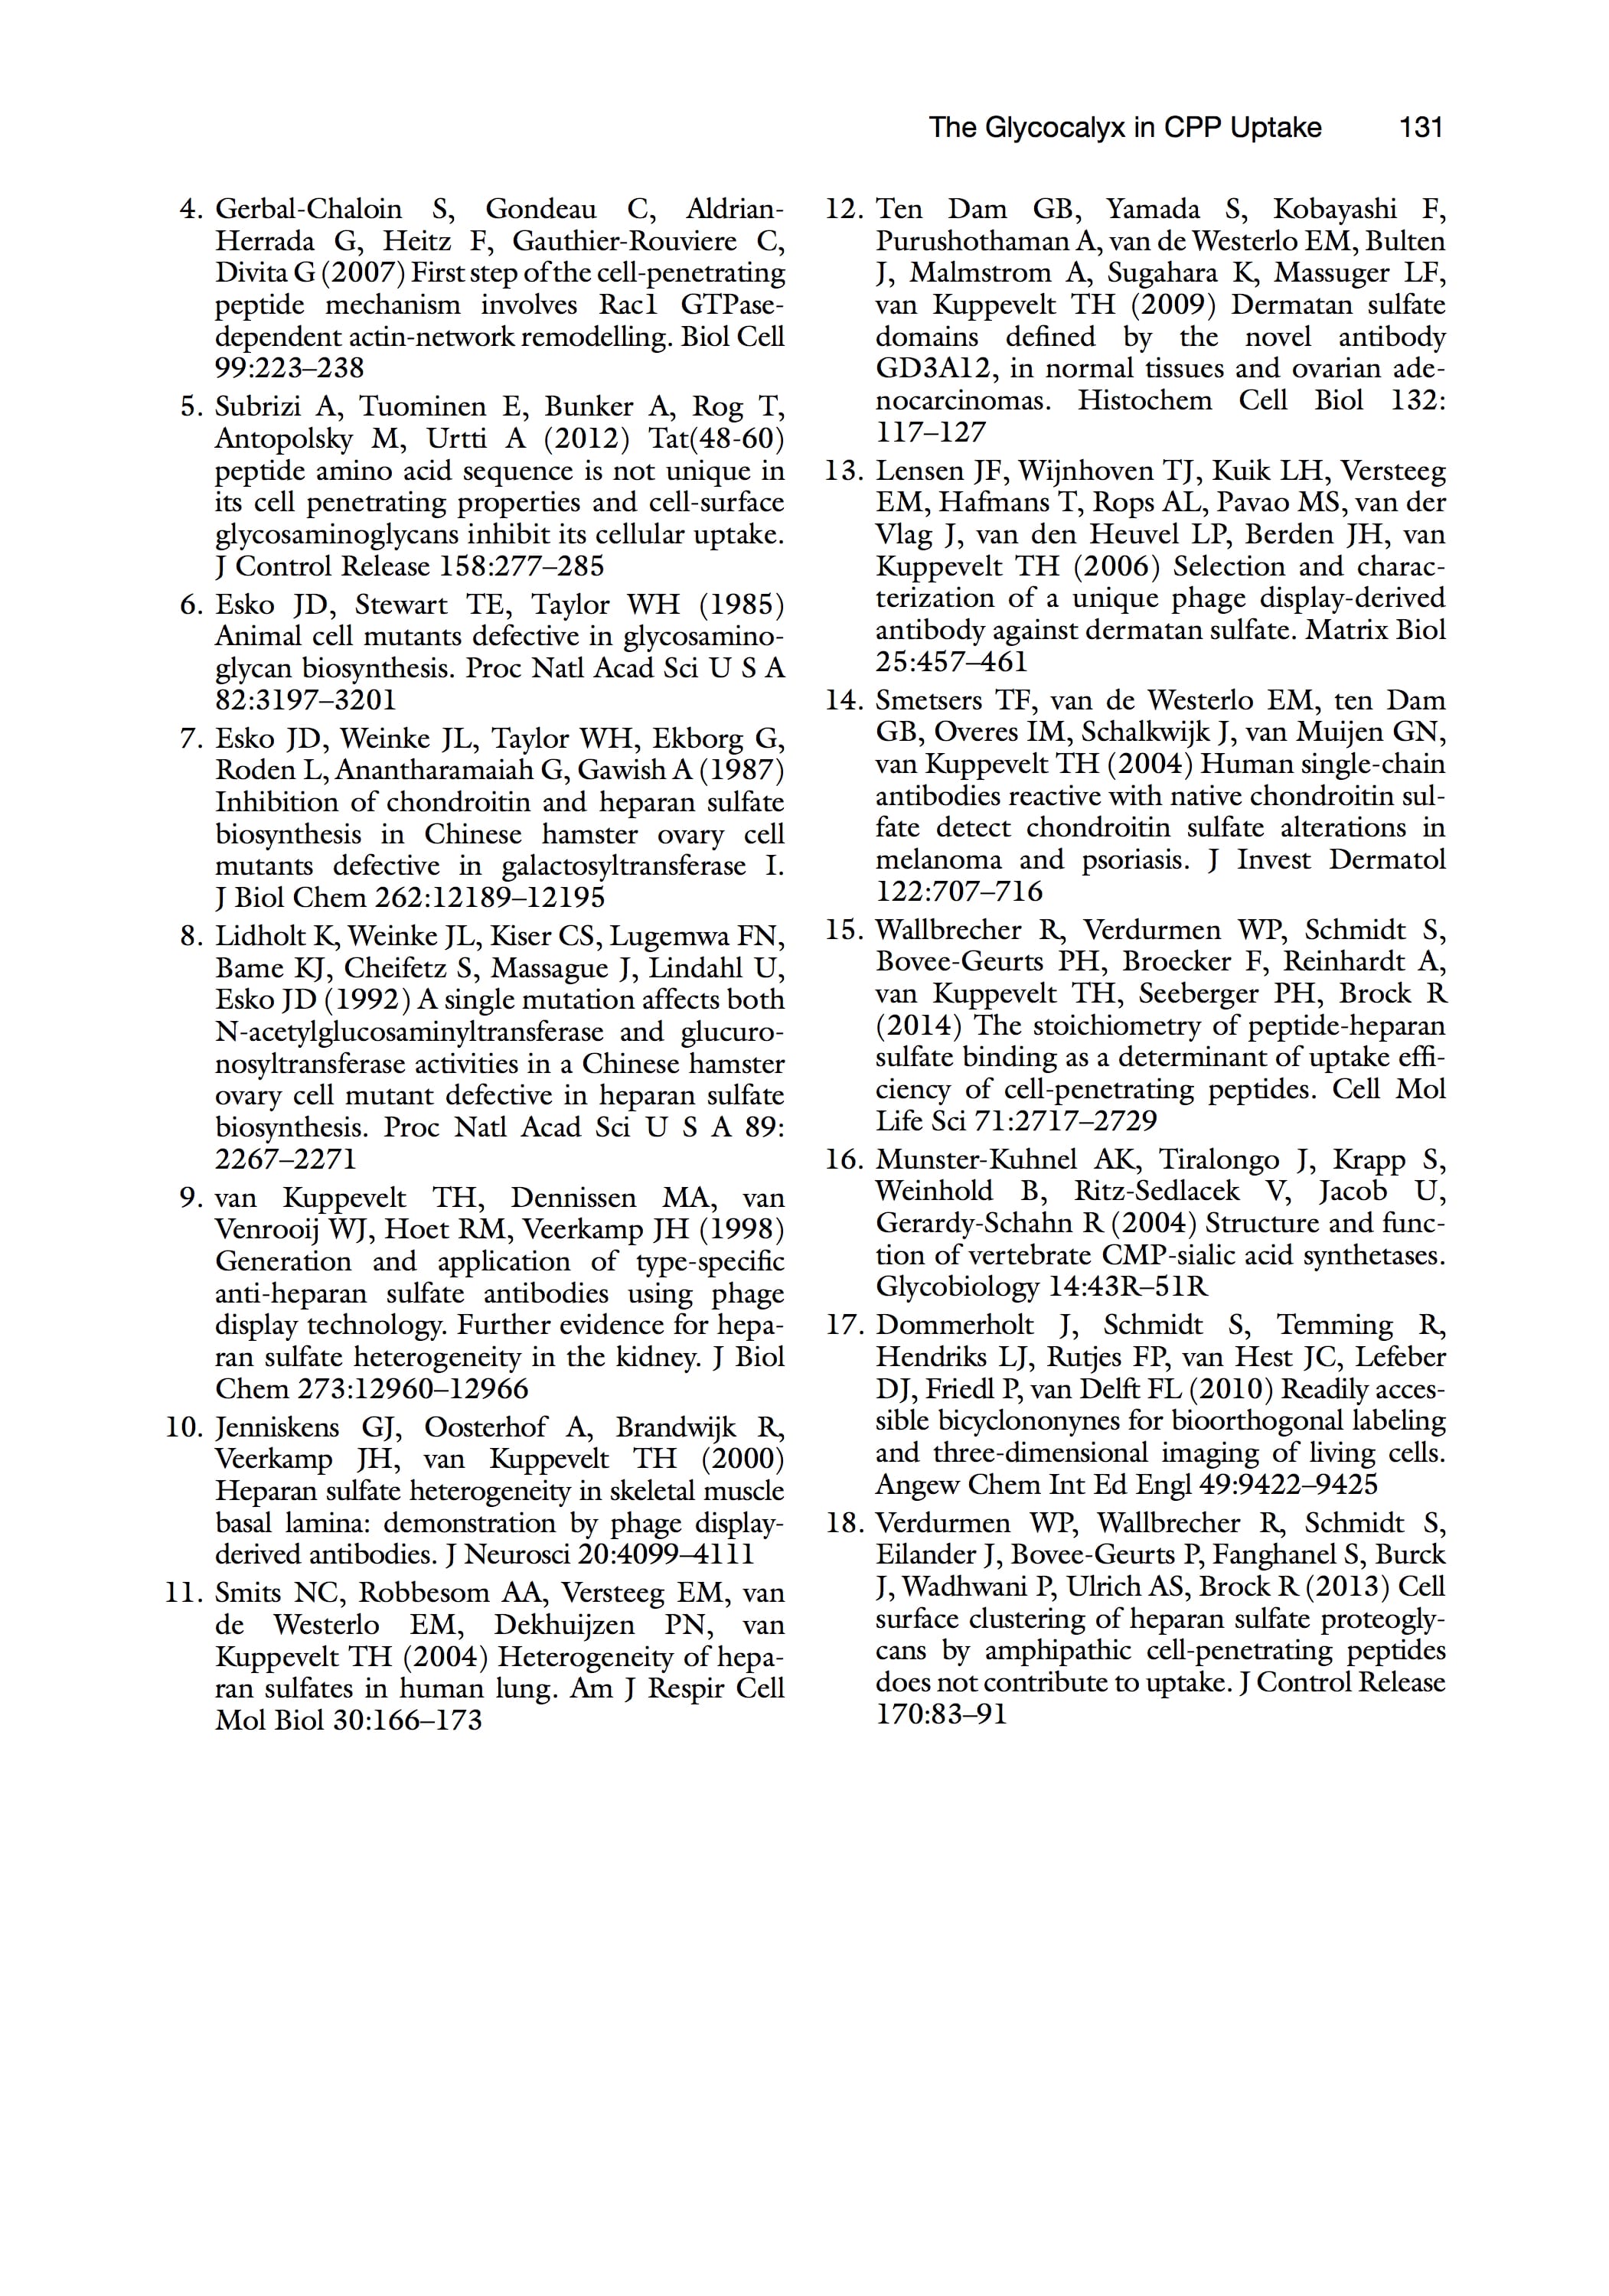 The Glycocalyx in CPP Uptake 131
4. Gerbal-Chaloin S, Gondeau C, Aldrian-
Herrada G, Heitz F, Gauthier-Rouviere C,
Divita G (2007) First step of the cell-penetrating
peptide mechanism involves Rac1 GTPase-
dependent actin-network remodelling. Biol Cell
99:223–238
5. Subrizi A, Tuominen E, Bunker A, Rog T,
Antopolsky M, Urtti A (2012) Tat(48-60)
peptide amino acid sequence is not unique in
its cell penetrating properties and cell-surface
glycosaminoglycans inhibit its cellular uptake.
J Control Release 158:277–285
6. Esko JD, Stewart TE, Taylor WH (1985)
Animal cell mutants defective in glycosamino-
glycan biosynthesis. Proc Natl Acad Sci U S A
82:3197–3201
7. Esko JD, Weinke JL, Taylor WH, Ekborg G,
Roden L, Anantharamaiah G, Gawish A (1987)
Inhibition of chondroitin and heparan sulfate
biosynthesis in Chinese hamster ovary cell
mutants defective in galactosyltransferase I.
J Biol Chem 262:12189–12195
8. Lidholt K, Weinke JL, Kiser CS, Lugemwa FN,
Bame KJ, Cheifetz S, Massague J, Lindahl U,
Esko JD (1992) A single mutation affects both
N-acetylglucosaminyltransferase and glucuro-
nosyltransferase activities in a Chinese hamster
ovary cell mutant defective in heparan sulfate
biosynthesis. Proc Natl Acad Sci U S A 89:
2267–2271
9. van Kuppevelt TH, Dennissen MA, van
Venrooij WJ, Hoet RM, Veerkamp JH (1998)
Generation and application of type-specific
anti-heparan sulfate antibodies using phage
display technology. Further evidence for hepa-
ran sulfate heterogeneity in the kidney. J Biol
Chem 273:12960–12966
10. Jenniskens GJ, Oosterhof A, Brandwijk R,
Veerkamp JH, van Kuppevelt TH (2000)
Heparan sulfate heterogeneity in skeletal muscle
basal lamina: demonstration by phage display-
derived antibodies. J Neurosci 20:4099–4111
11. Smits NC, Robbesom AA, Versteeg EM, van
de Westerlo EM, Dekhuijzen PN, van
Kuppevelt TH (2004) Heterogeneity of hepa-
ran sulfates in human lung. Am J Respir Cell
Mol Biol 30:166–173
12. Ten Dam GB, Yamada S, Kobayashi F,
Purushothaman A, van de Westerlo EM, Bulten
J, Malmstrom A, Sugahara K, Massuger LF,
van Kuppevelt TH (2009) Dermatan sulfate
domains defined by the novel antibody
GD3A12, in normal tissues and ovarian ade-
nocarcinomas. Histochem Cell Biol 132:
117–127
13. Lensen JF, Wijnhoven TJ, Kuik LH, Versteeg
EM, Hafmans T, Rops AL, Pavao MS, van der
Vlag J, van den Heuvel LP, Berden JH, van
Kuppevelt TH (2006) Selection and charac-
terization of a unique phage display-derived
antibody against dermatan sulfate. Matrix Biol
25:457–461
14. Smetsers TF, van de Westerlo EM, ten Dam
GB, Overes IM, Schalkwijk J, van Muijen GN,
van Kuppevelt TH (2004) Human single-chain
antibodies reactive with native chondroitin sul-
fate detect chondroitin sulfate alterations in
melanoma and psoriasis. J Invest Dermatol
122:707–716
15. Wallbrecher R, Verdurmen WP, Schmidt S,
Bovee-Geurts PH, Broecker F, Reinhardt A,
van Kuppevelt TH, Seeberger PH, Brock R
(2014) The stoichiometry of peptide-heparan
sulfate binding as a determinant of uptake effi-
ciency of cell-penetrating peptides. Cell Mol
Life Sci 71:2717–2729
16. Munster-Kuhnel AK, Tiralongo J, Krapp S,
Weinhold B, Ritz-Sedlacek V, Jacob U,
Gerardy-Schahn R (2004) Structure and func-
tion of vertebrate CMP-sialic acid synthetases.
Glycobiology 14:43R–51R
17. Dommerholt J, Schmidt S, Temming R,
Hendriks LJ, Rutjes FP, van Hest JC, Lefeber
DJ, Friedl P, van Delft FL (2010) Readily acces-
sible bicyclononynes for bioorthogonal labeling
and three-dimensional imaging of living cells.
Angew Chem Int Ed Engl 49:9422–9425
18. Verdurmen WP, Wallbrecher R, Schmidt S,
Eilander J, Bovee-Geurts P, Fanghanel S, Burck
J, Wadhwani P, Ulrich AS, Brock R (2013) Cell
surface clustering of heparan sulfate proteogly-
cans by amphipathic cell-penetrating peptides
does not contribute to uptake. J Control Release
170:83–91